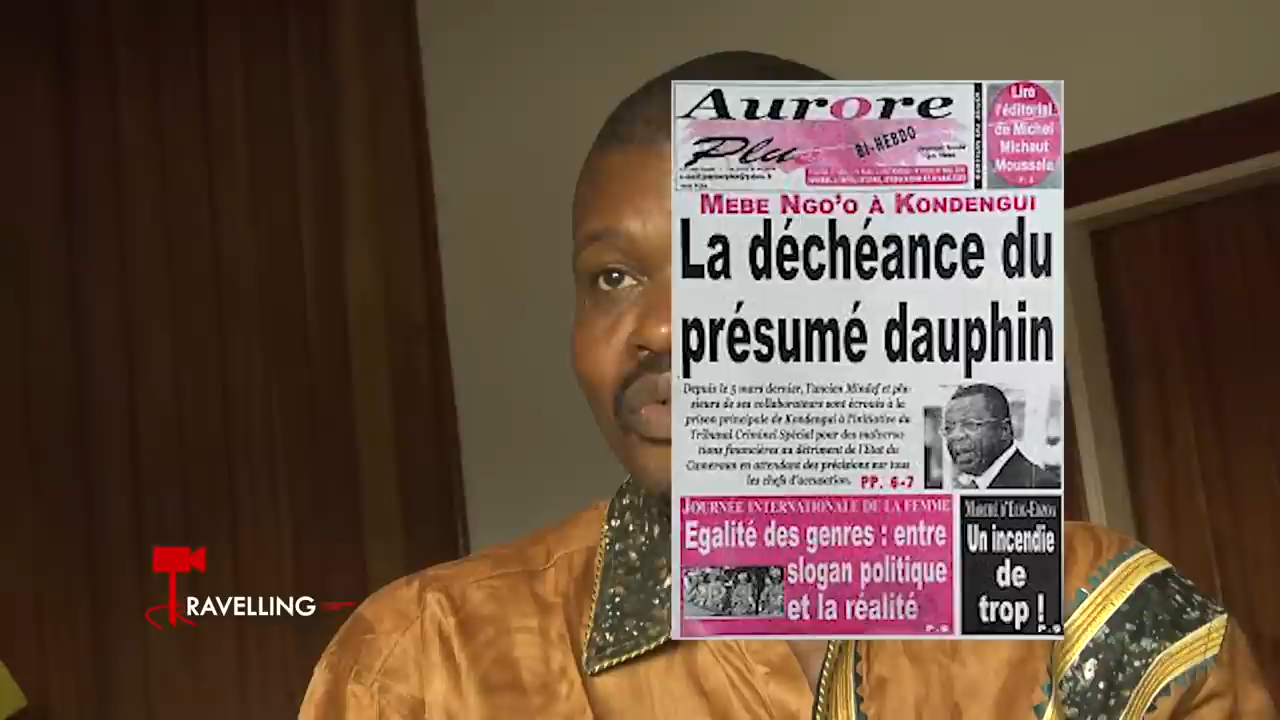 Aurore
Plu
BI-HEBDO
Lire
l'éditorial
de Michel
Michaut
Moussala
MEBE NGO'O À KONDENGUI
La déchéance du
présumé dauphin
Depuis le 5 mars dernier, l'ancien Mindef et plu-
sieurs de ses collaborateurs sont écroués à la
prison principale de Kondengui à l'initiative du
Tribunal Criminel Spécial pour des malversa-
tions financières au détriment de l'Etat du
Cameroun en attendant des précisions sur tous
les chefs d'accusation. PP. 6-7
JOURNÉE INTERNATIONALE DE LA FEMME
Egalité des genres : entre
slogan politique
et la réalité
Un incendie
de
trop !
TRAVELLING